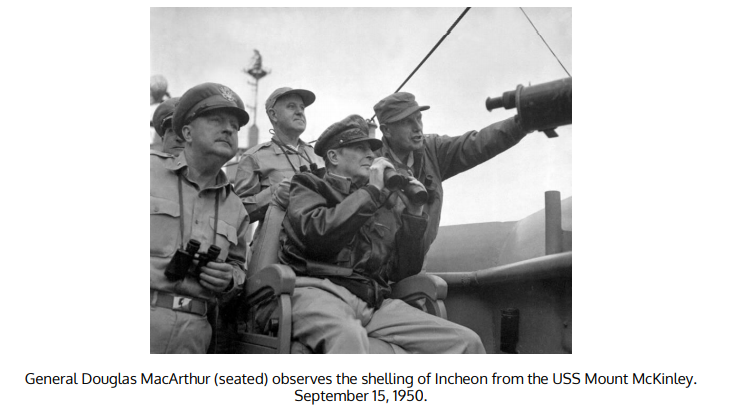 General Douglas MacArthur (seated) observes the shelling of Incheon from the USS Mount McKinley.
September 15, 1950.